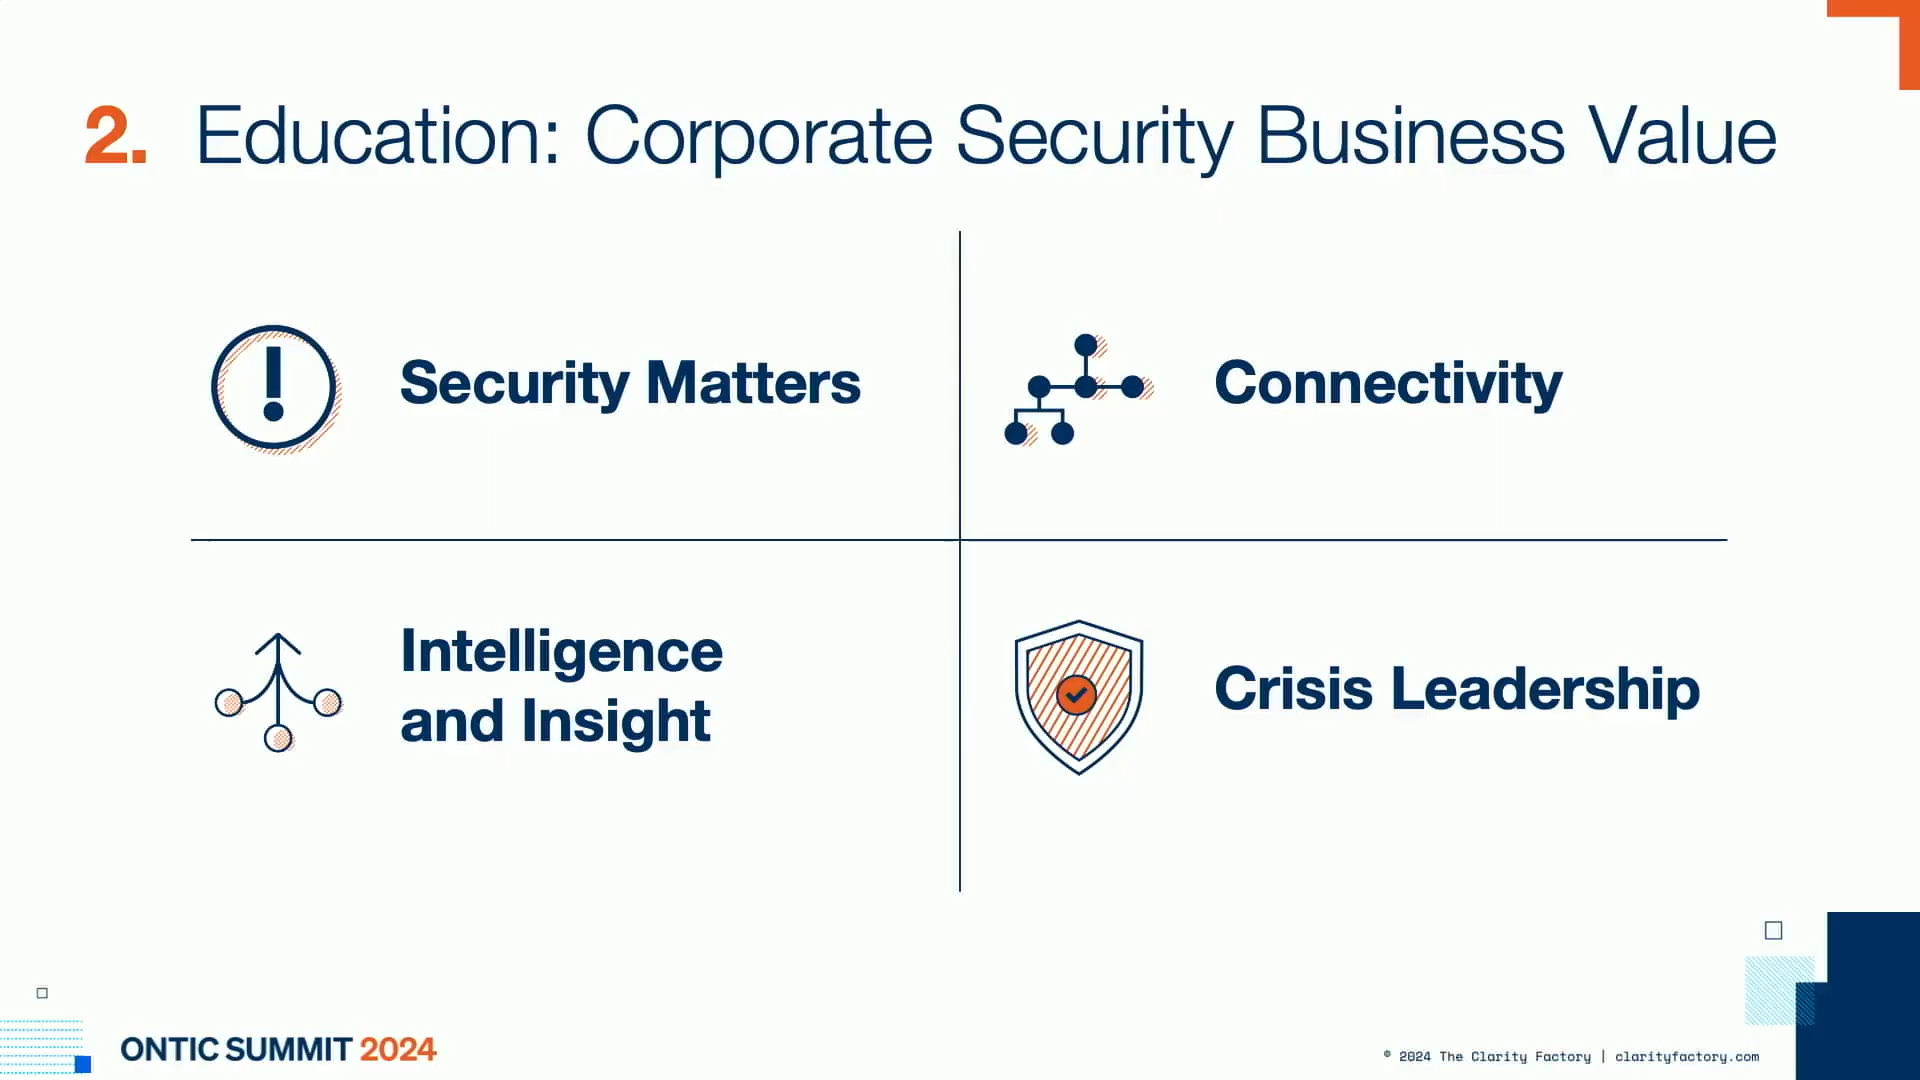 2. Education: Corporate Security Business Value
Security Matters
Connectivity
Intelligence
and Insight
Crisis Leadership
ONTIC SUMMIT 2024
© 2024 The Clarity Factory | clarityfactory.com